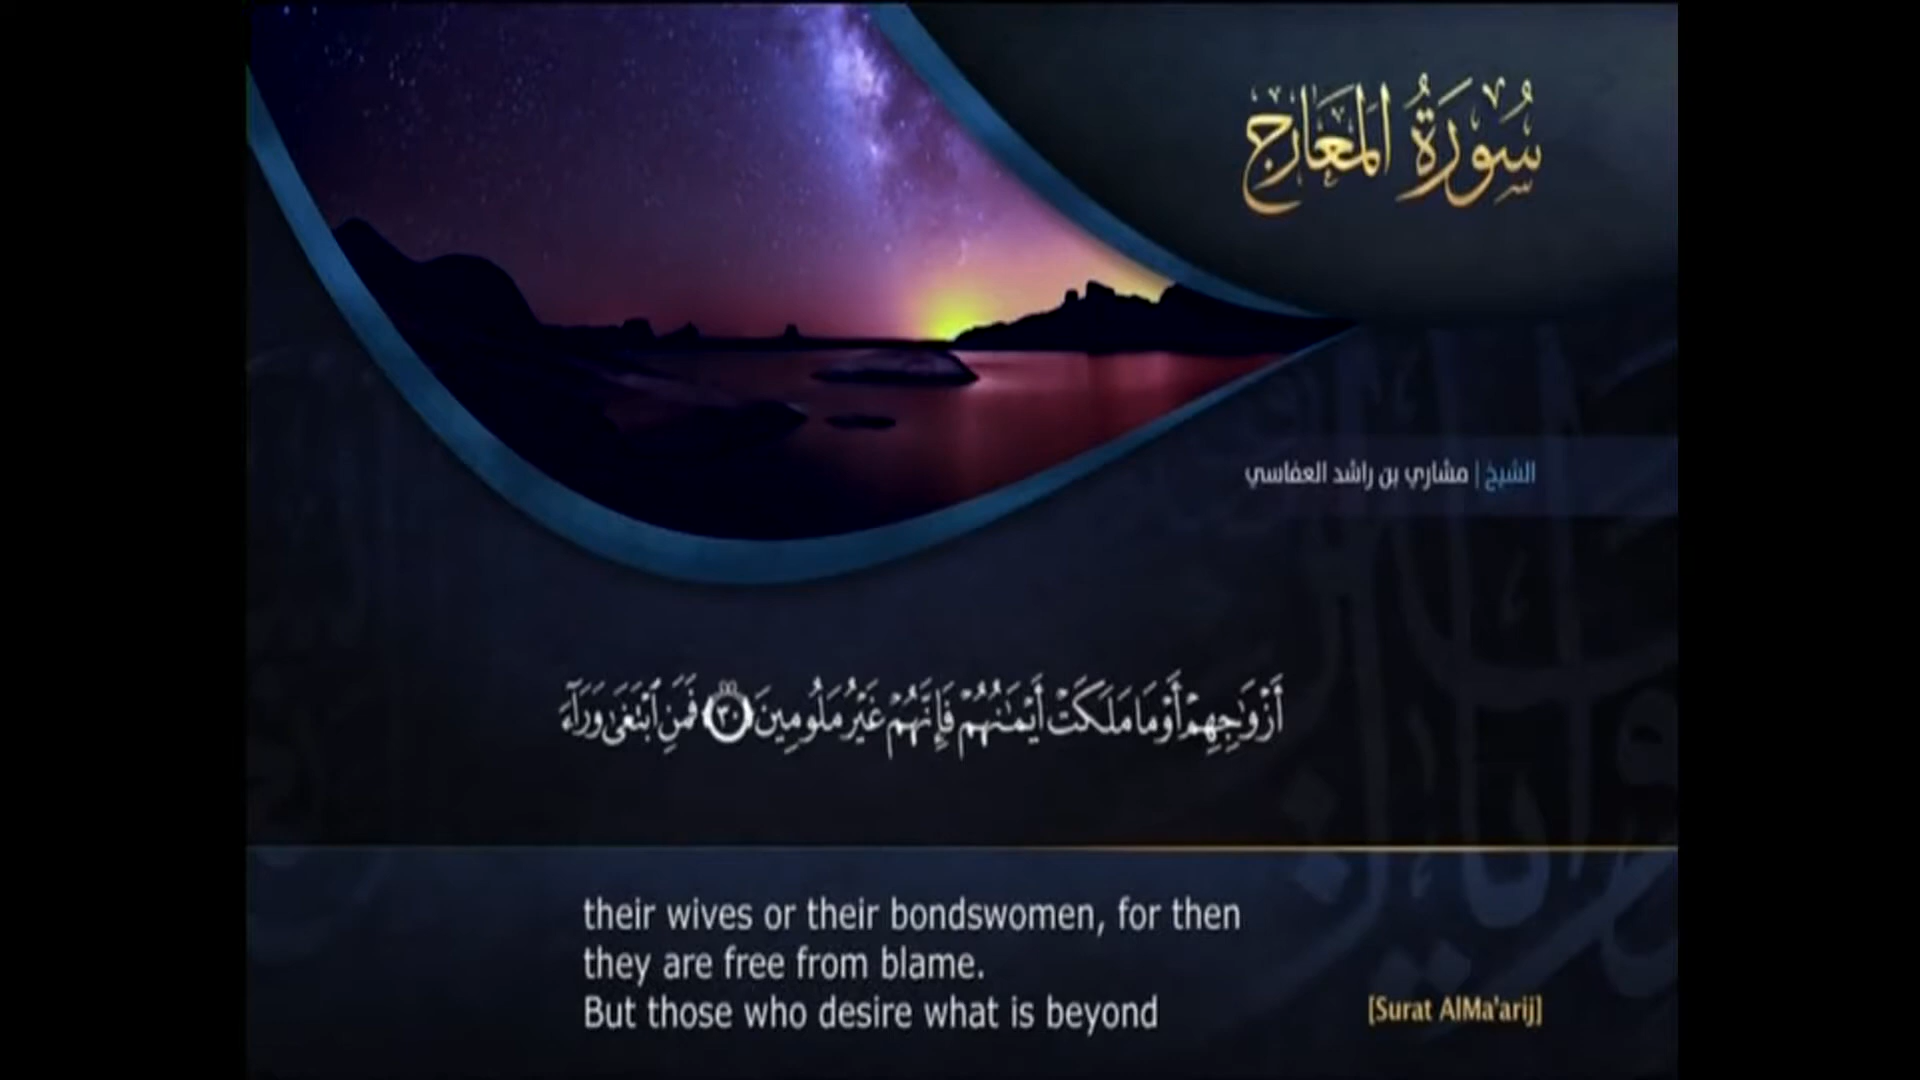 سُورَةُ المَعَارِج
الشيخ | مشاري بن راشد العفاسي
أَزْوَٰجِهِمْ أَوْ مَا مَلَكَتْ أَيْمَٰنُهُمْ فَإِنَّهُمْ غَيْرُ مَلُومِينَ ٣٠ فَمَنِ ٱبْتَغَىٰ وَرَآءَ
their wives or their bondswomen, for then
they are free from blame.
But those who desire what is beyond
[Surat AlMa'arij]